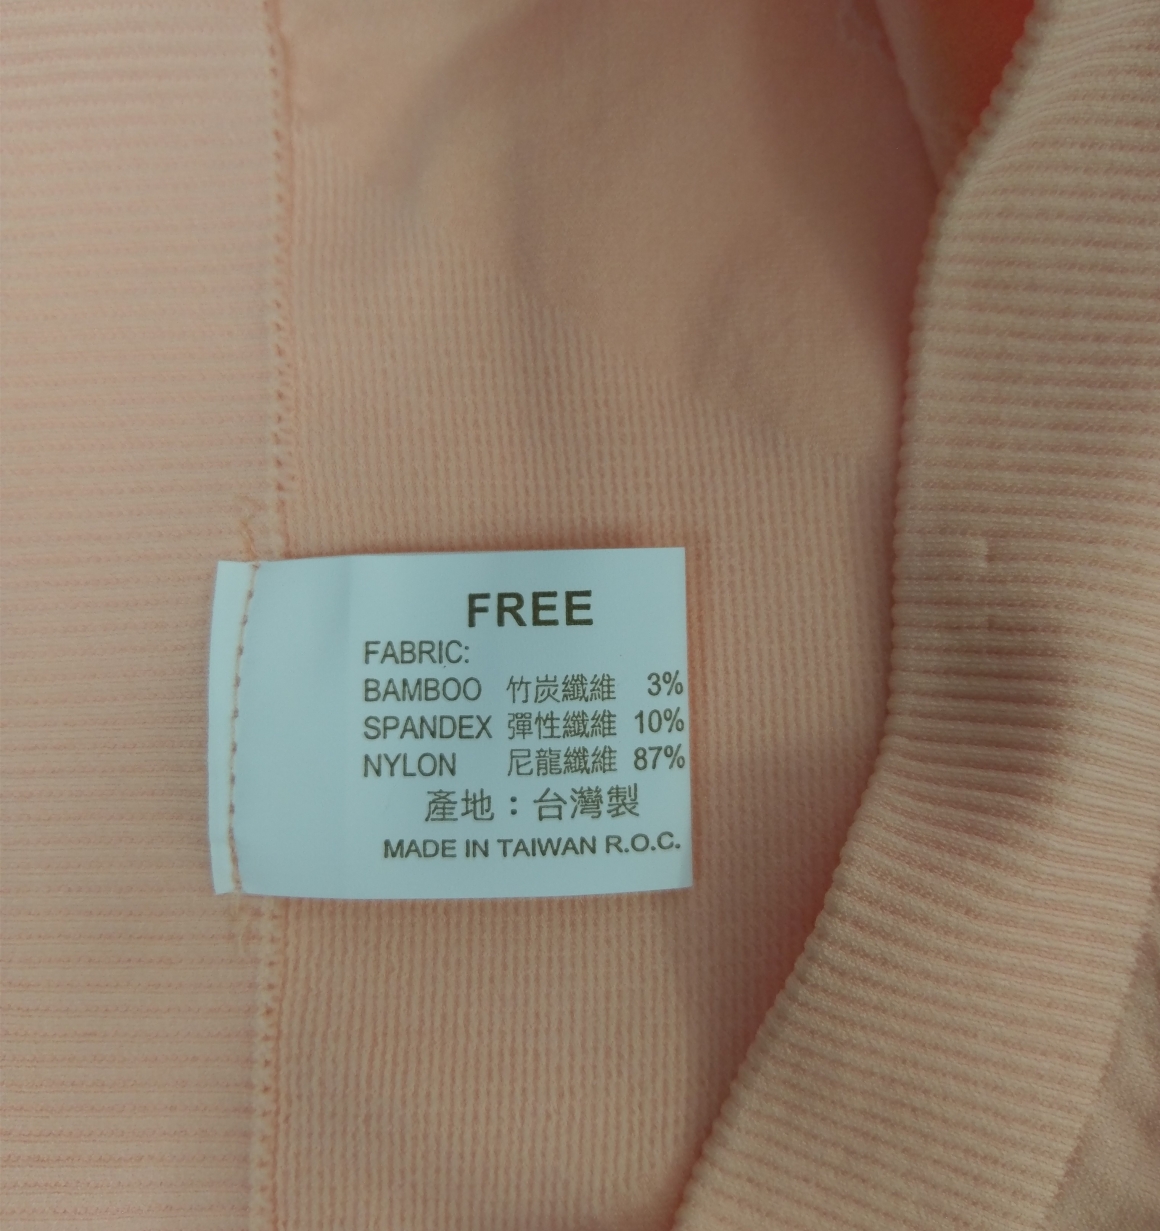 FREE
FABRIC:
BAMBOO 竹炭纖維 3%
SPANDEX 彈性纖維 10%
NYLON 尼龍纖維 87%
產地：台灣製
MADE IN TAIWAN R.O.C.